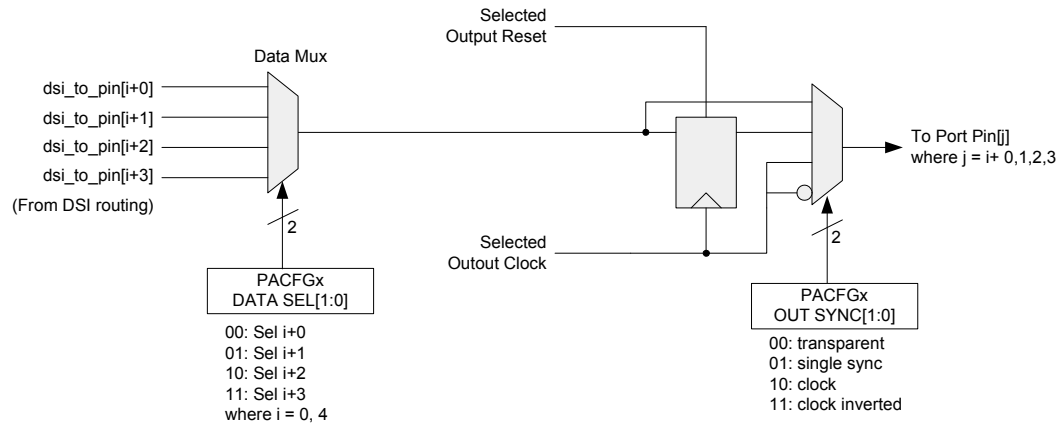 Selected
Output Reset
Data Mux
dsi_to_pin[i+0]
dsi_to_pin[i+1]
dsi_to_pin[i+2]
dsi_to_pin[i+3]
(From DSI routing)
2
PACFGx
DATA SEL[1:0]
00: Sel i+0
01: Sel i+1
10: Sel i+2
11: Sel i+3
where i = 0, 4
Selected
Outout Clock
To Port Pin[j]
where j = i+ 0,1,2,3
2
PACFGx
OUT SYNC[1:0]
00: transparent
01: single sync
10: clock
11: clock inverted